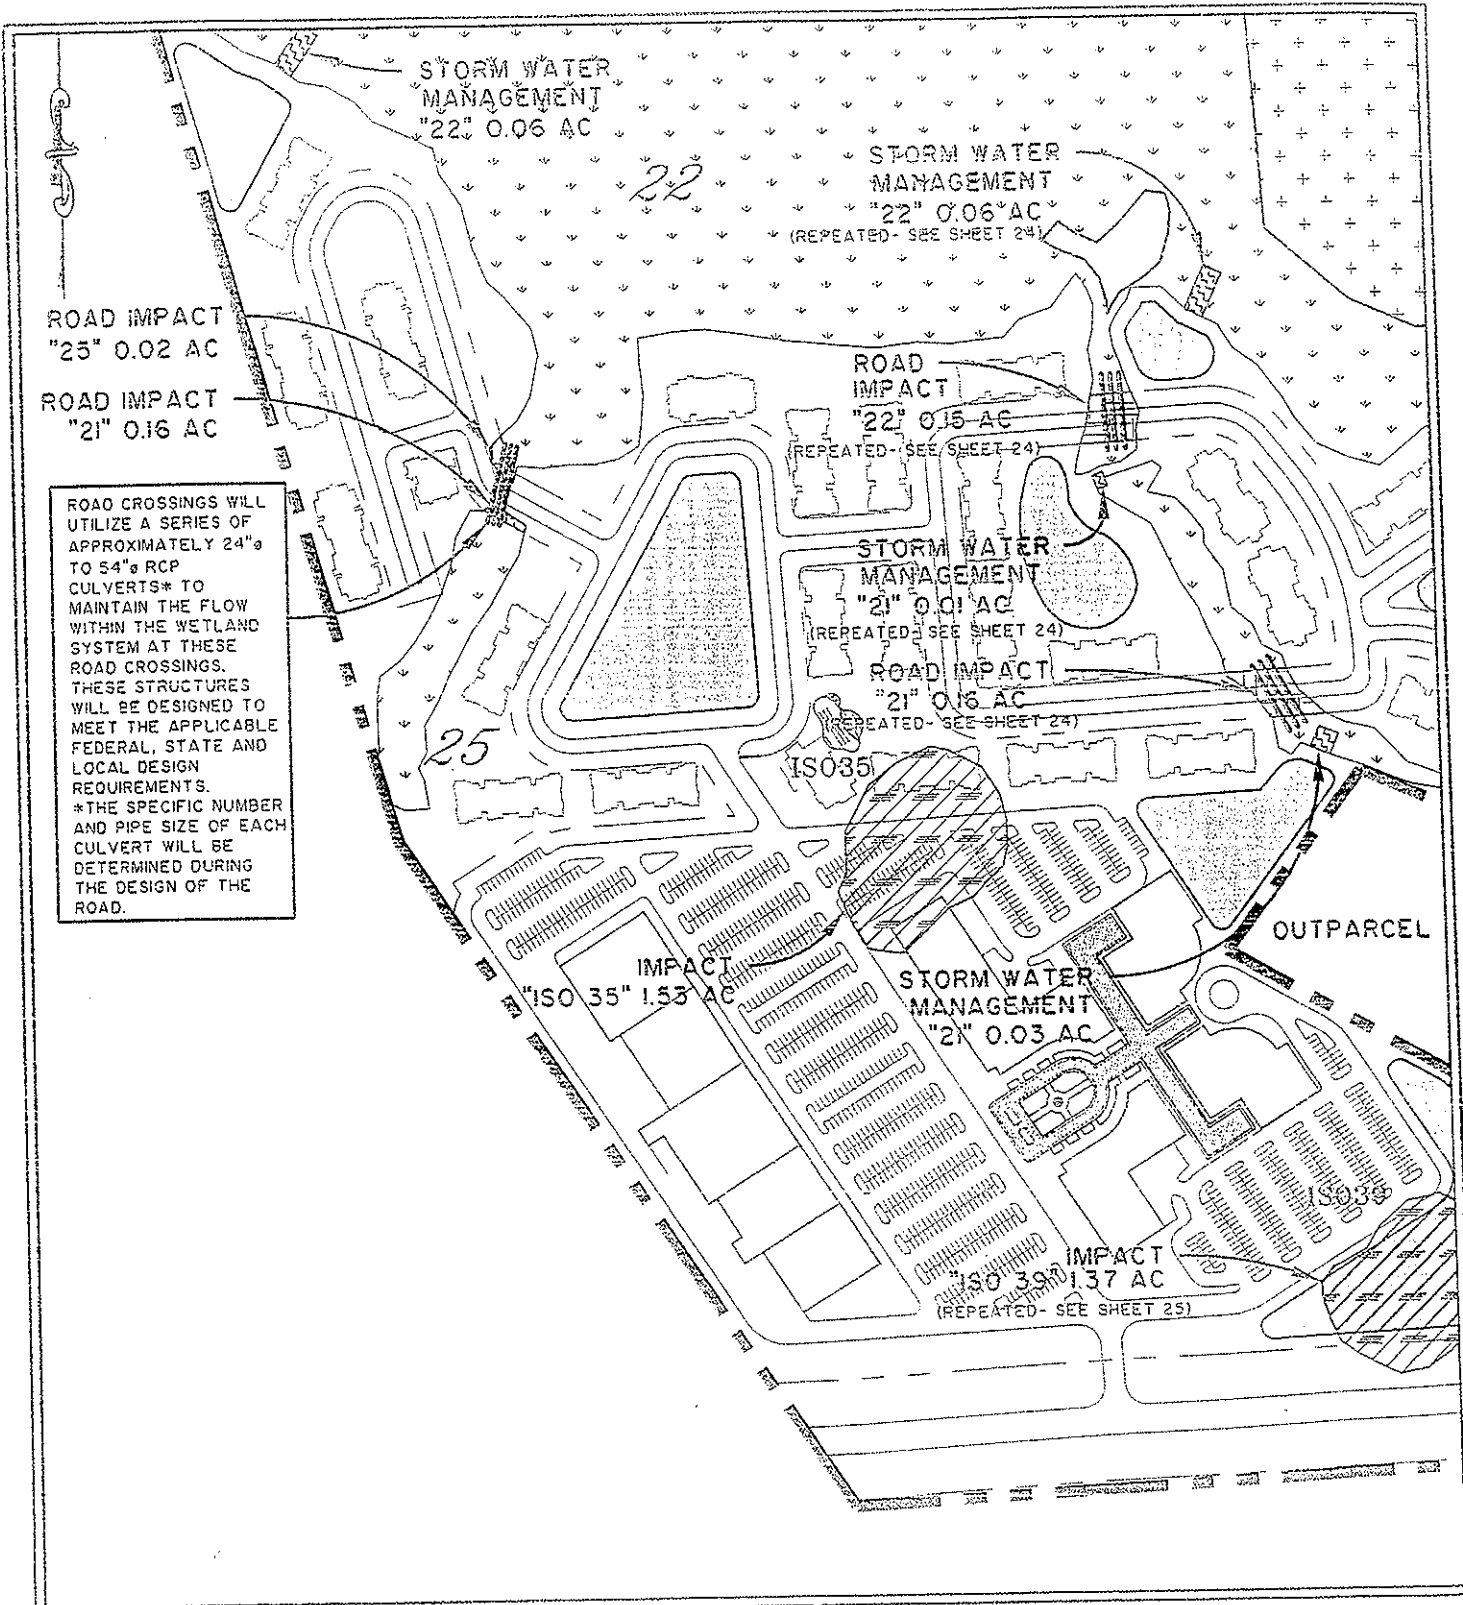 STORM WATER
MANAGEMENT
"22" 0.06 AC
22
STORM WATER
MANAGEMENT
"22" 0.06 AC
(REPEATED- SEE SHEET 24)
ROAD IMPACT
"25" 0.02 AC
ROAD IMPACT
"21" 0.16 AC
ROAD
IMPACT
"22" 0.15 AC
(REPEATED- SEE SHEET 24)
ROAD CROSSINGS WILL
UTILIZE A SERIES OF
APPROXIMATELY 24"ø
TO 54"ø RCP
CULVERTS* TO
MAINTAIN THE FLOW
WITHIN THE WETLAND
SYSTEM AT THESE
ROAD CROSSINGS.
THESE STRUCTURES
WILL BE DESIGNED TO
MEET THE APPLICABLE
FEDERAL, STATE AND
LOCAL DESIGN
REQUIREMENTS.
*THE SPECIFIC NUMBER
AND PIPE SIZE OF EACH
CULVERT WILL BE
DETERMINED DURING
THE DESIGN OF THE
ROAD.
STORM WATER
MANAGEMENT
"21" 0.01 AC
(REPEATED- SEE SHEET 24)
ROAD IMPACT
"21" 0.16 AC
(REPEATED- SEE SHEET 24)
25
ISO35
IMPACT
"ISO 35" 1.53 AC
OUTPARCEL
STORM WATER
MANAGEMENT
"21" 0.03 AC
ISO39
IMPACT
"ISO 39" 1.37 AC
(REPEATED- SEE SHEET 25)